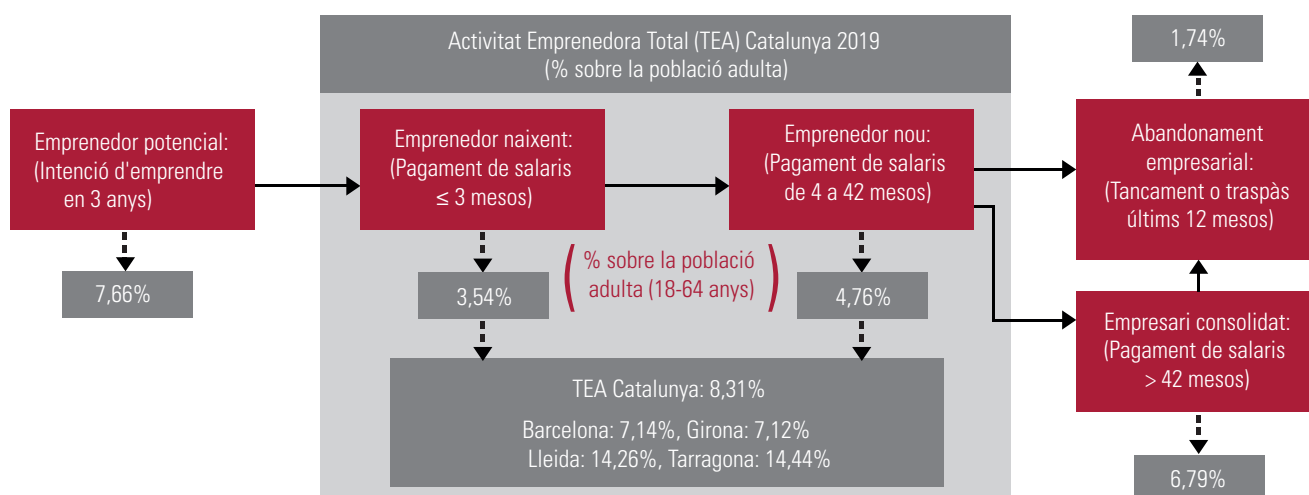 Activitat Emprenedora Total (TEA) Catalunya 2019
(% sobre la població adulta)
1,74%
Emprenedor potencial:
(Intenció d'emprendre
en 3 anys)
7,66%
Emprenedor naixent:
(Pagament de salaris
≤ 3 mesos)
3,54%
Emprenedor nou:
(Pagament de salaris
de 4 a 42 mesos)
4,76%
(% sobre la població
adulta (18-64 anys))
Abandonament
empresarial:
(Tancament o traspàs
últims 12 mesos)
Empresari consolidat:
(Pagament de salaris
> 42 mesos)
6,79%
TEA Catalunya: 8,31%
Barcelona: 7,14%, Girona: 7,12%
Lleida: 14,26%, Tarragona: 14,44%